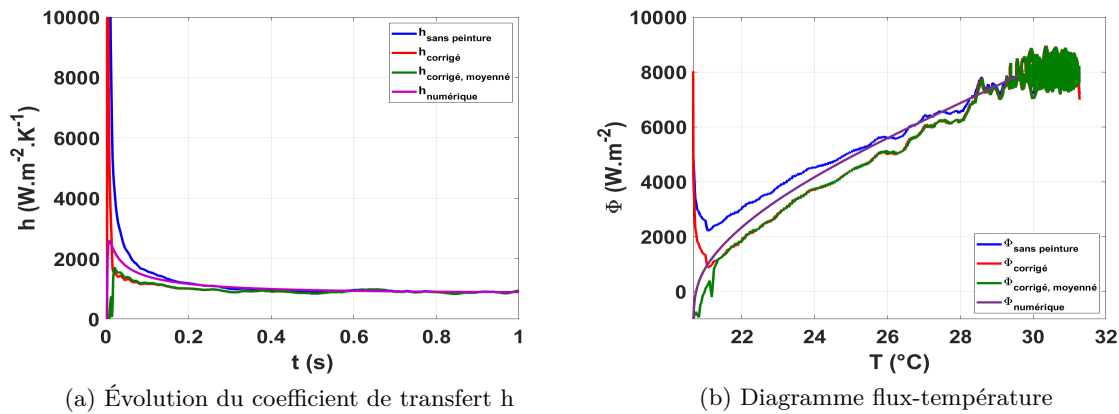 10000
8000
6000
4000
2000
0
h (W.m-2.K-1)
0 0.2 0.4 0.6 0.8 1
t (s)
h sans peinture
h corrigé
h corrigé, moyenné
h numérique
(a) Évolution du coefficient de transfert h
10000
8000
6000
4000
2000
0
Φ (W.m-2)
22 24 26 28 30 32
T (°C)
Φ sans peinture
Φ corrigé
Φ corrigé, moyenné
Φ numérique
(b) Diagramme flux-température